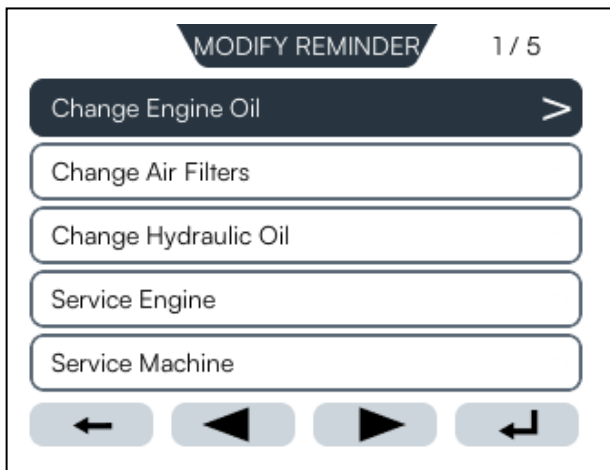 MODIFY REMINDER 1 / 5
Change Engine Oil >
Change Air Filters
Change Hydraulic Oil
Service Engine
Service Machine